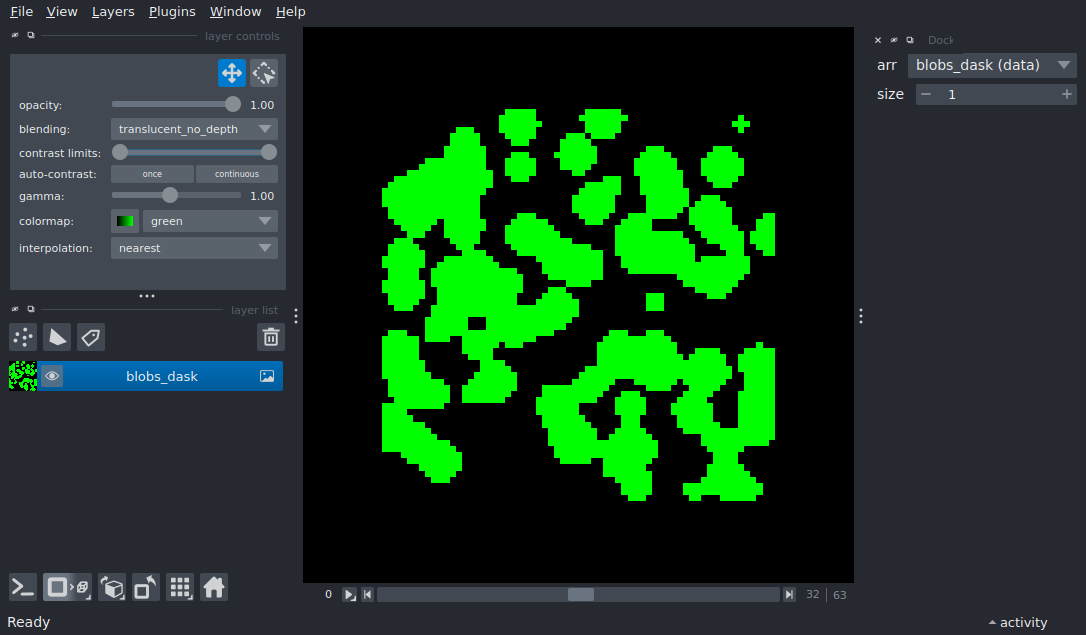 File View Layers Plugins Window Help
layer controls
opacity: 1.00
blending: translucent_no_depth
contrast limits:
auto-contrast: once continuous
gamma: 1.00
colormap: green
interpolation: nearest
layer list
blobs_dask
Dock
arr blobs_dask (data)
size 1
0 32 63
Ready activity